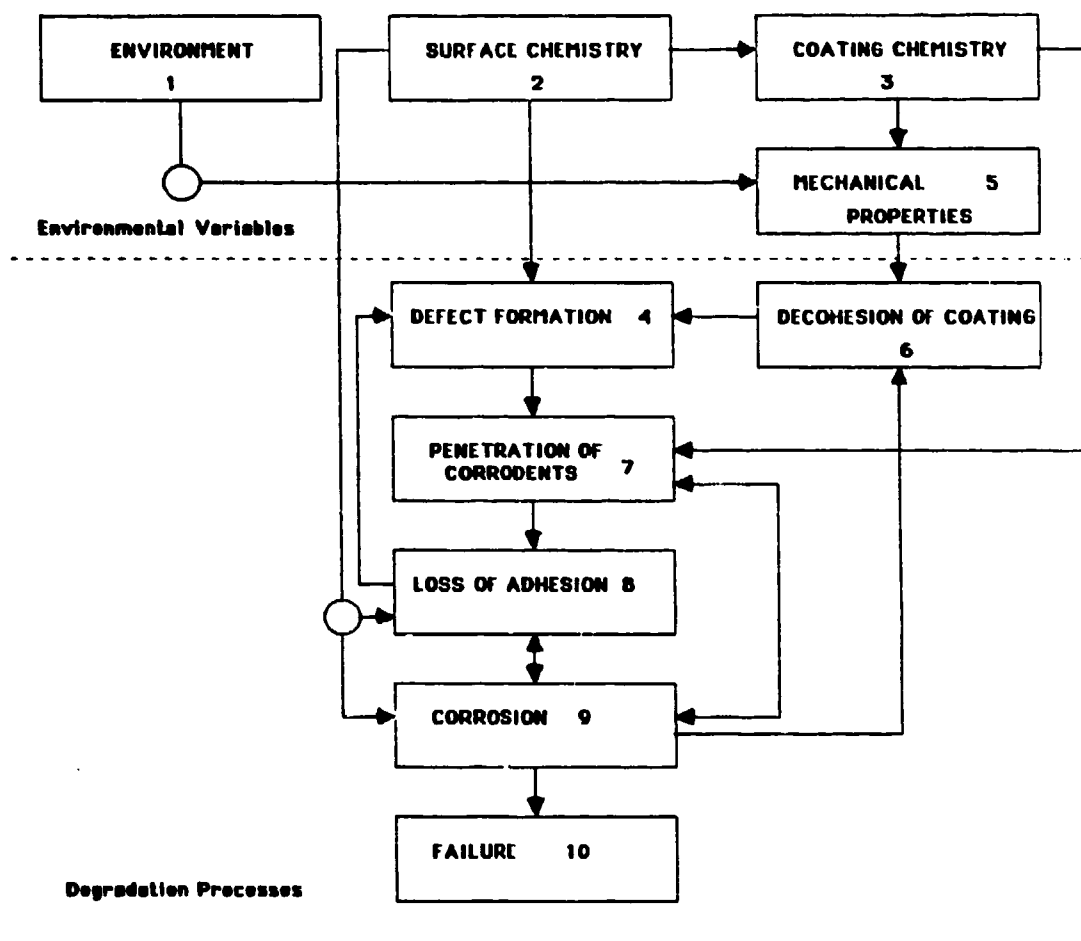 ENVIRONMENT
1
SURFACE CHEMISTRY
2
COATING CHEMISTRY
3
MECHANICAL 5
PROPERTIES
Environmental Variables
DEFECT FORMATION 4
DECOHESION OF COATING
6
PENETRATION OF
CORRODENTS 7
LOSS OF ADHESION 8
CORROSION 9
FAILURE 10
Degradation Processes